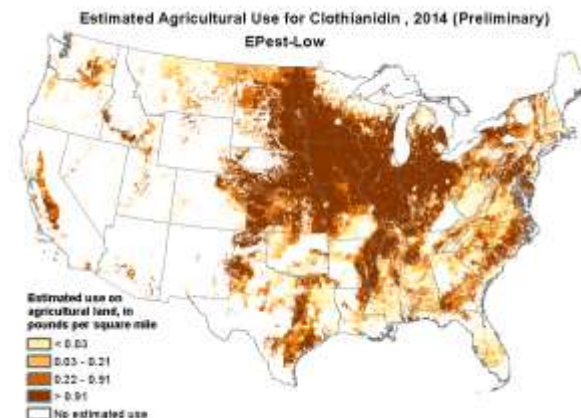 Estimated Agricultural Use for Clothianidin , 2014 (Preliminary)
EPest-Low
Estimated use on
agricultural land, in
pounds per square mile
< 0.03
0.03 - 0.21
0.22 - 0.91
> 0.91
No estimated use